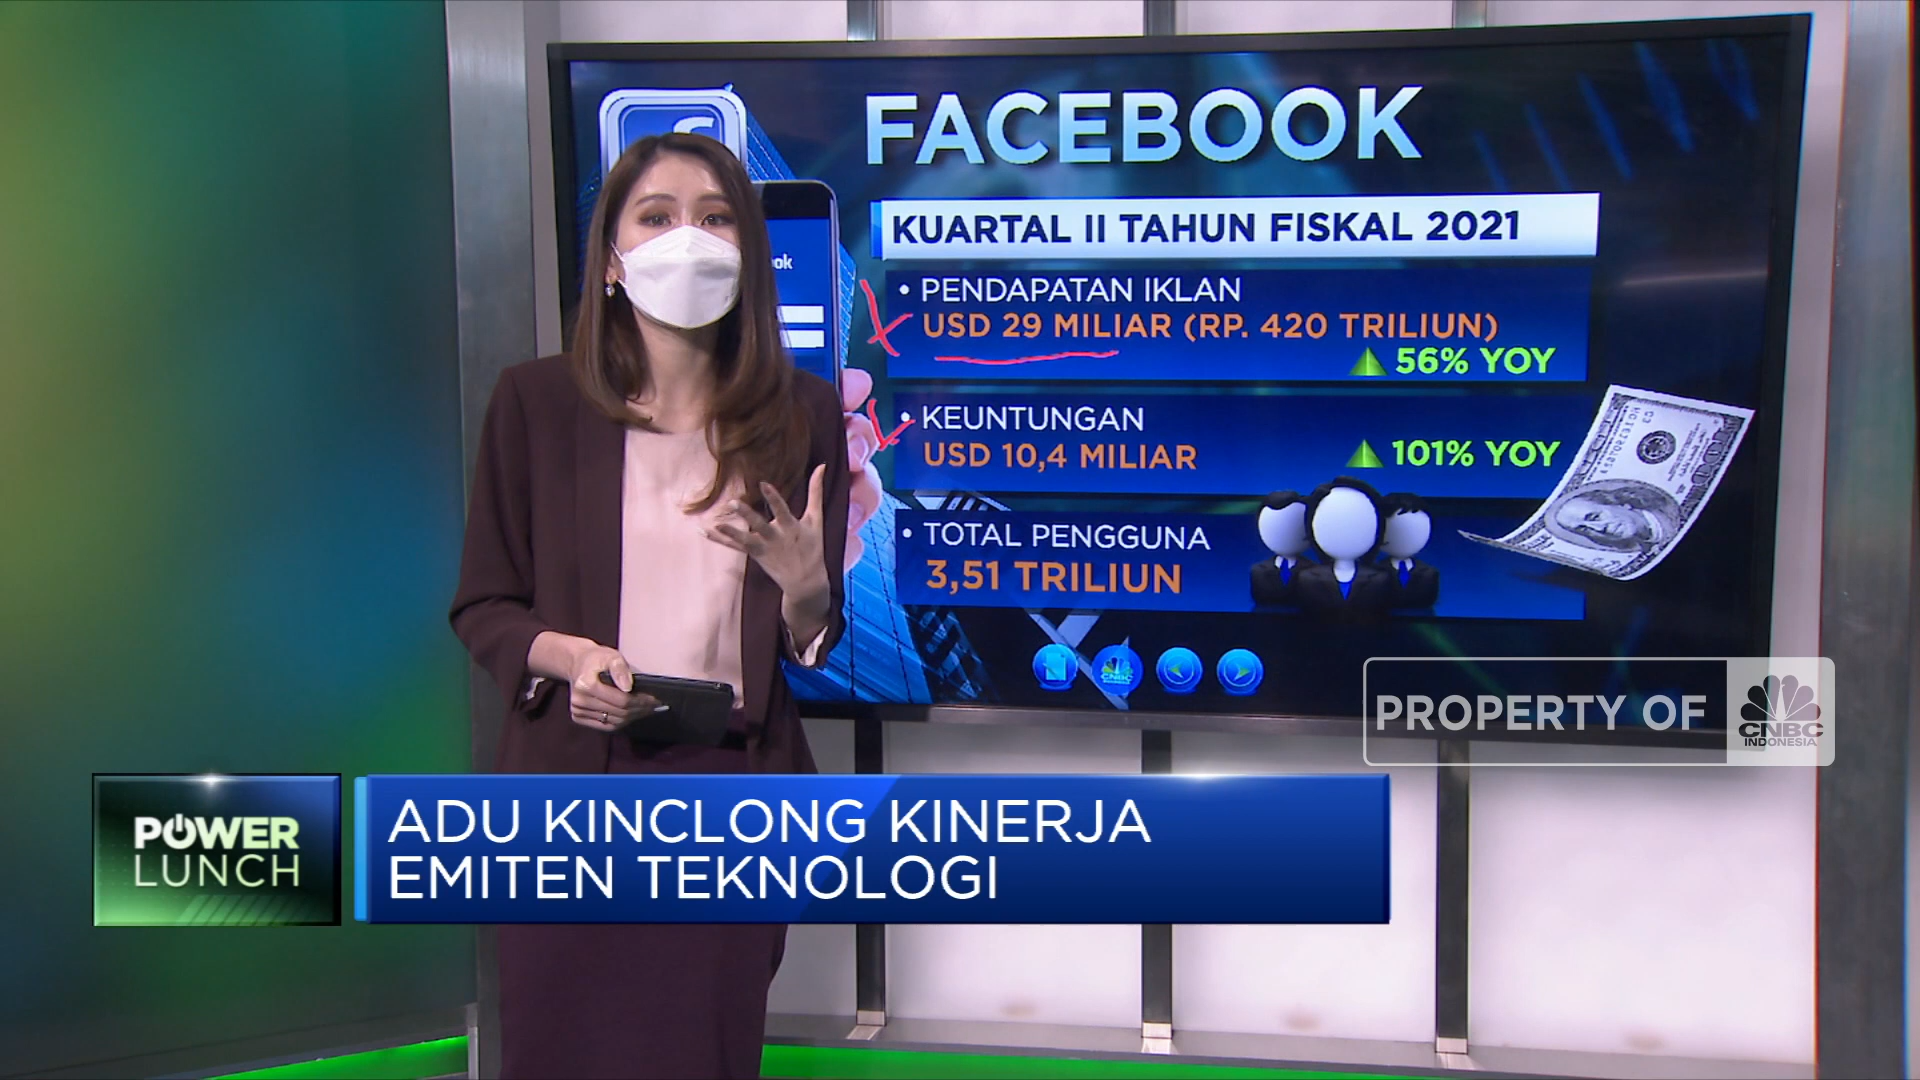 FACEBOOK
KUARTAL II TAHUN FISKAL 2021
• PENDAPATAN IKLAN
USD 29 MILIAR (RP. 420 TRILIUN)
56% YOY
• KEUNTUNGAN
USD 10,4 MILIAR
101% YOY
• TOTAL PENGGUNA
3,51 TRILIUN
CNBC
PROPERTY OF
CNBC
INDONESIA
POWER
LUNCH
ADU KINCLONG KINERJA
EMITEN TEKNOLOGI